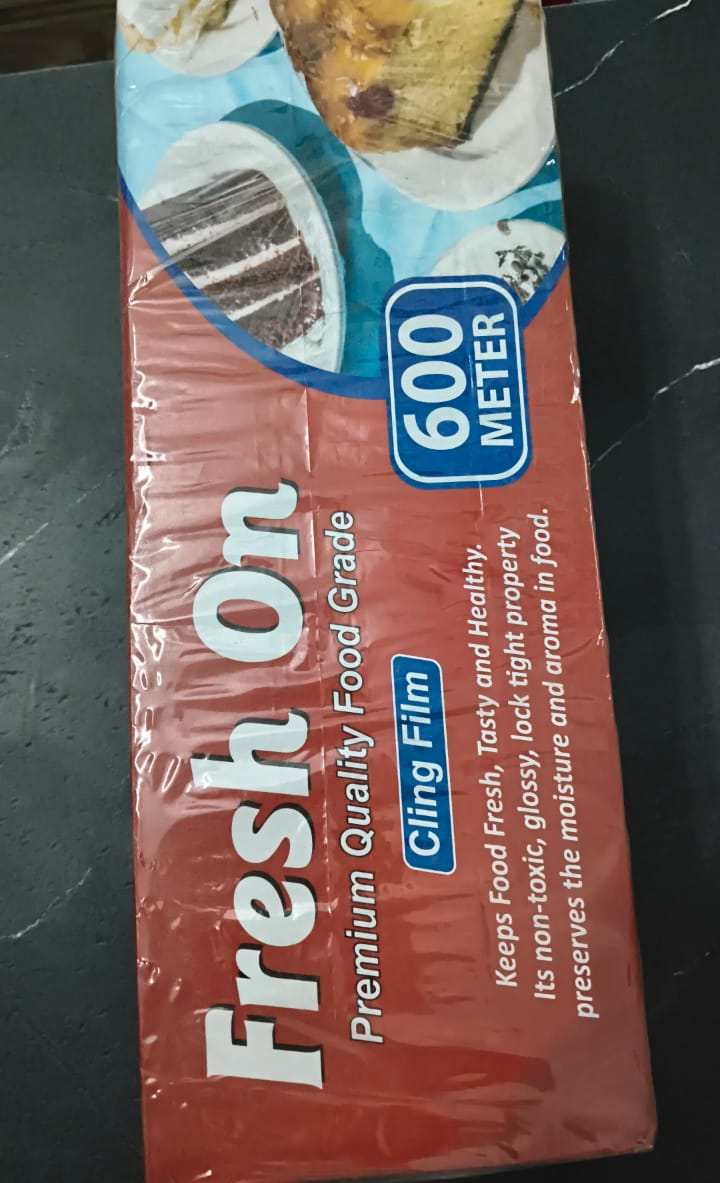 Fresh On
Premium Quality Food Grade
Cling Film
600
METER
Keeps Food Fresh, Tasty and Healthy.
Its non-toxic, glossy, lock tight property
preserves the moisture and aroma in food.